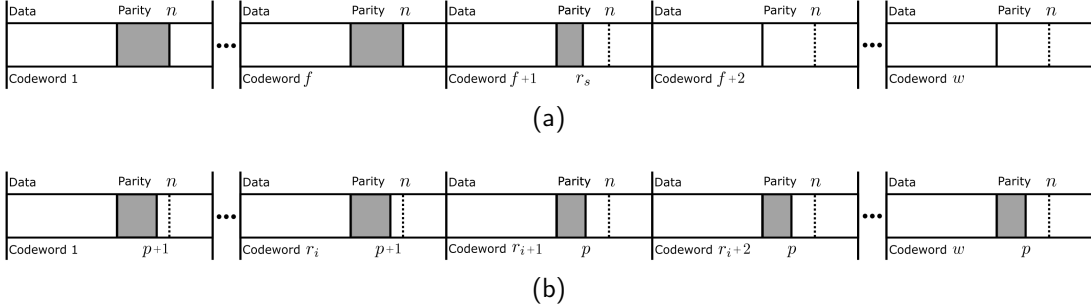 Data Parity n Data Parity n Data Parity n Data Parity n Data Parity n
Codeword 1 Codeword f Codeword f+1 r_s Codeword f+2 Codeword w
(a)
Data Parity n Data Parity n Data Parity n Data Parity n Data Parity n
Codeword 1 p+1 Codeword r_i p+1 Codeword r_i+1 p Codeword r_i+2 p Codeword w p
(b)